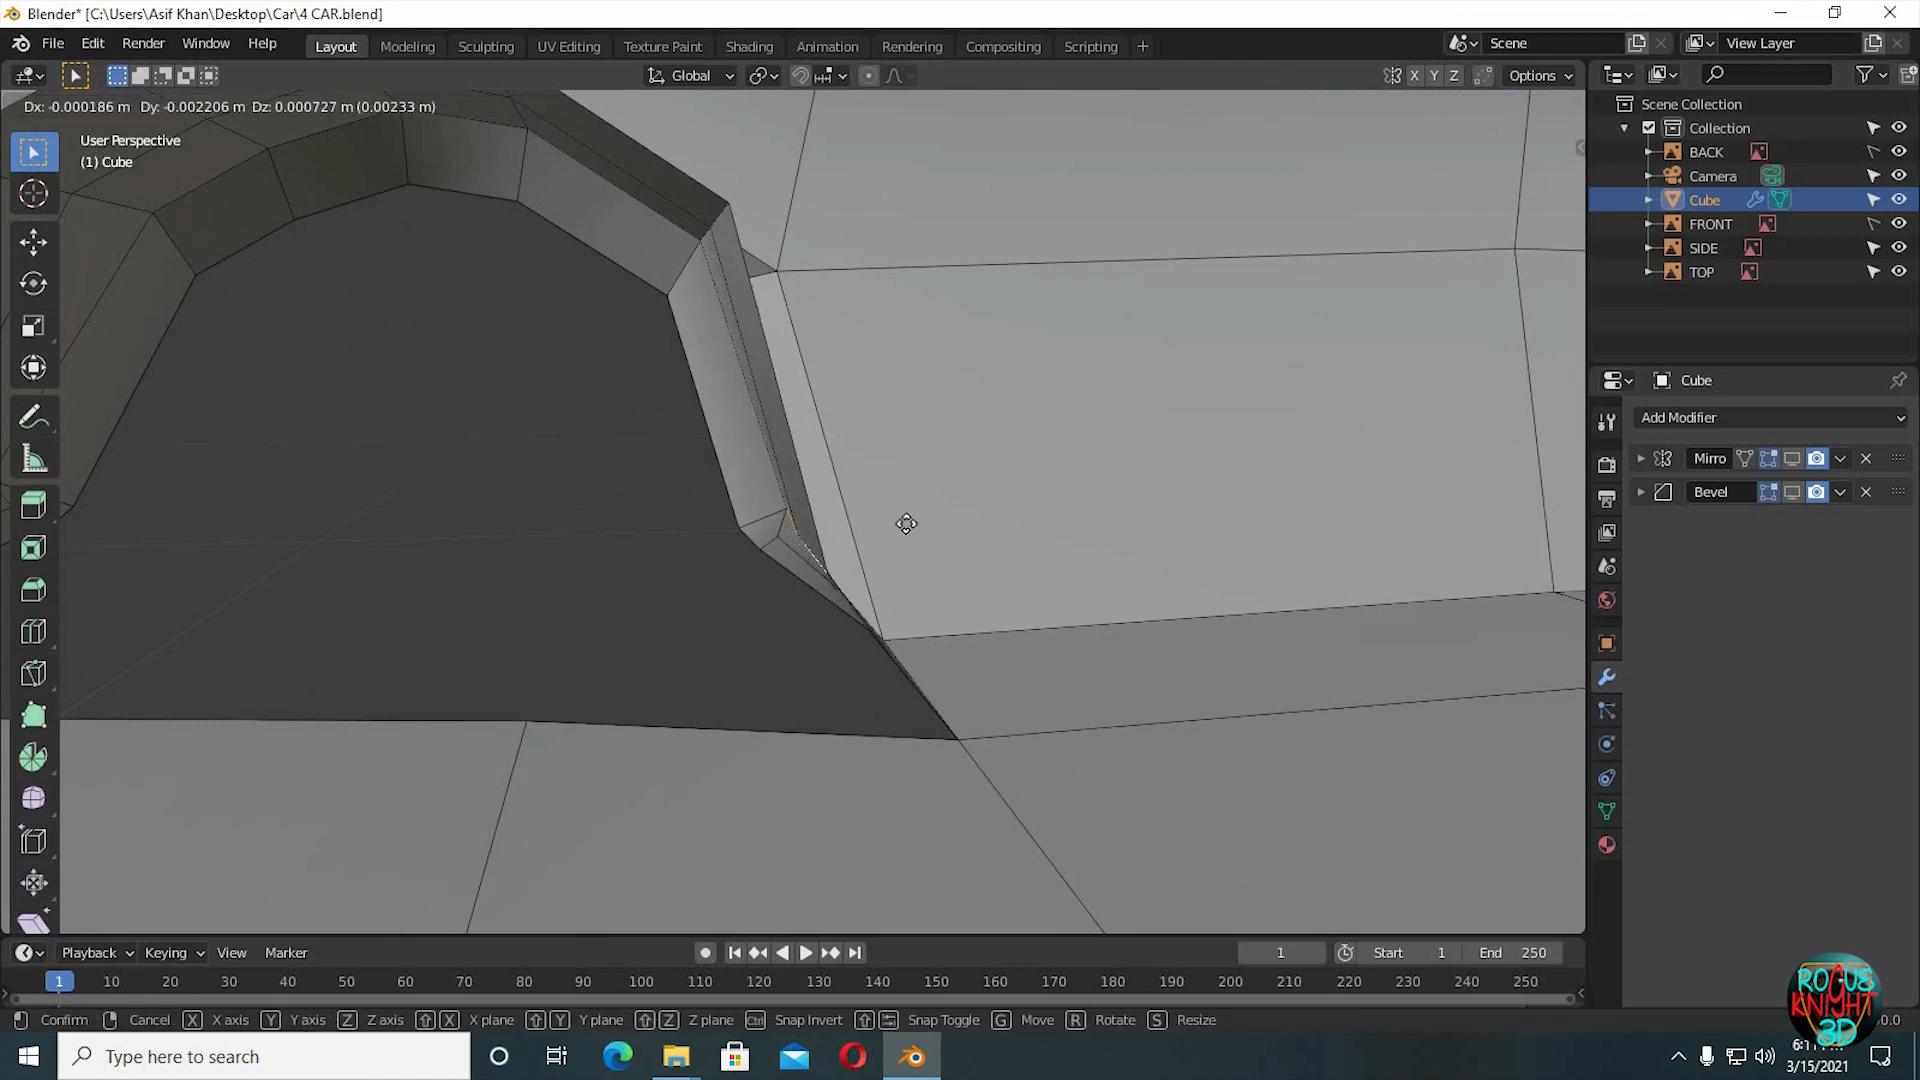 Blender* [C:\Users\Asif Khan\Desktop\Car\4 CAR.blend]
File Edit Render Window Help Layout Modeling Sculpting UV Editing Texture Paint Shading Animation Rendering Compositing Scripting + Scene View Layer
Global X Y Z Options
Dx: -0.000186 m Dy: -0.002206 m Dz: 0.000727 m (0.00233 m)
User Perspective
(1) Cube
Scene Collection
Collection
BACK
Camera
Cube
FRONT
SIDE
TOP
Cube
Add Modifier
Mirro
Bevel
Playback Keying View Marker 1 Start 1 End 250
1 10 20 30 40 50 60 70 80 90 100 110 120 130 140 150 160 170 180 190 200 210 220 230 240 250
Confirm Cancel X X axis Y Y axis Z Z axis X X plane Y Y plane Z Z plane Ctrl Snap Invert Snap Toggle G Move R Rotate S Resize
ROGUE
KNIGHT
3D
Type here to search
3/15/2021